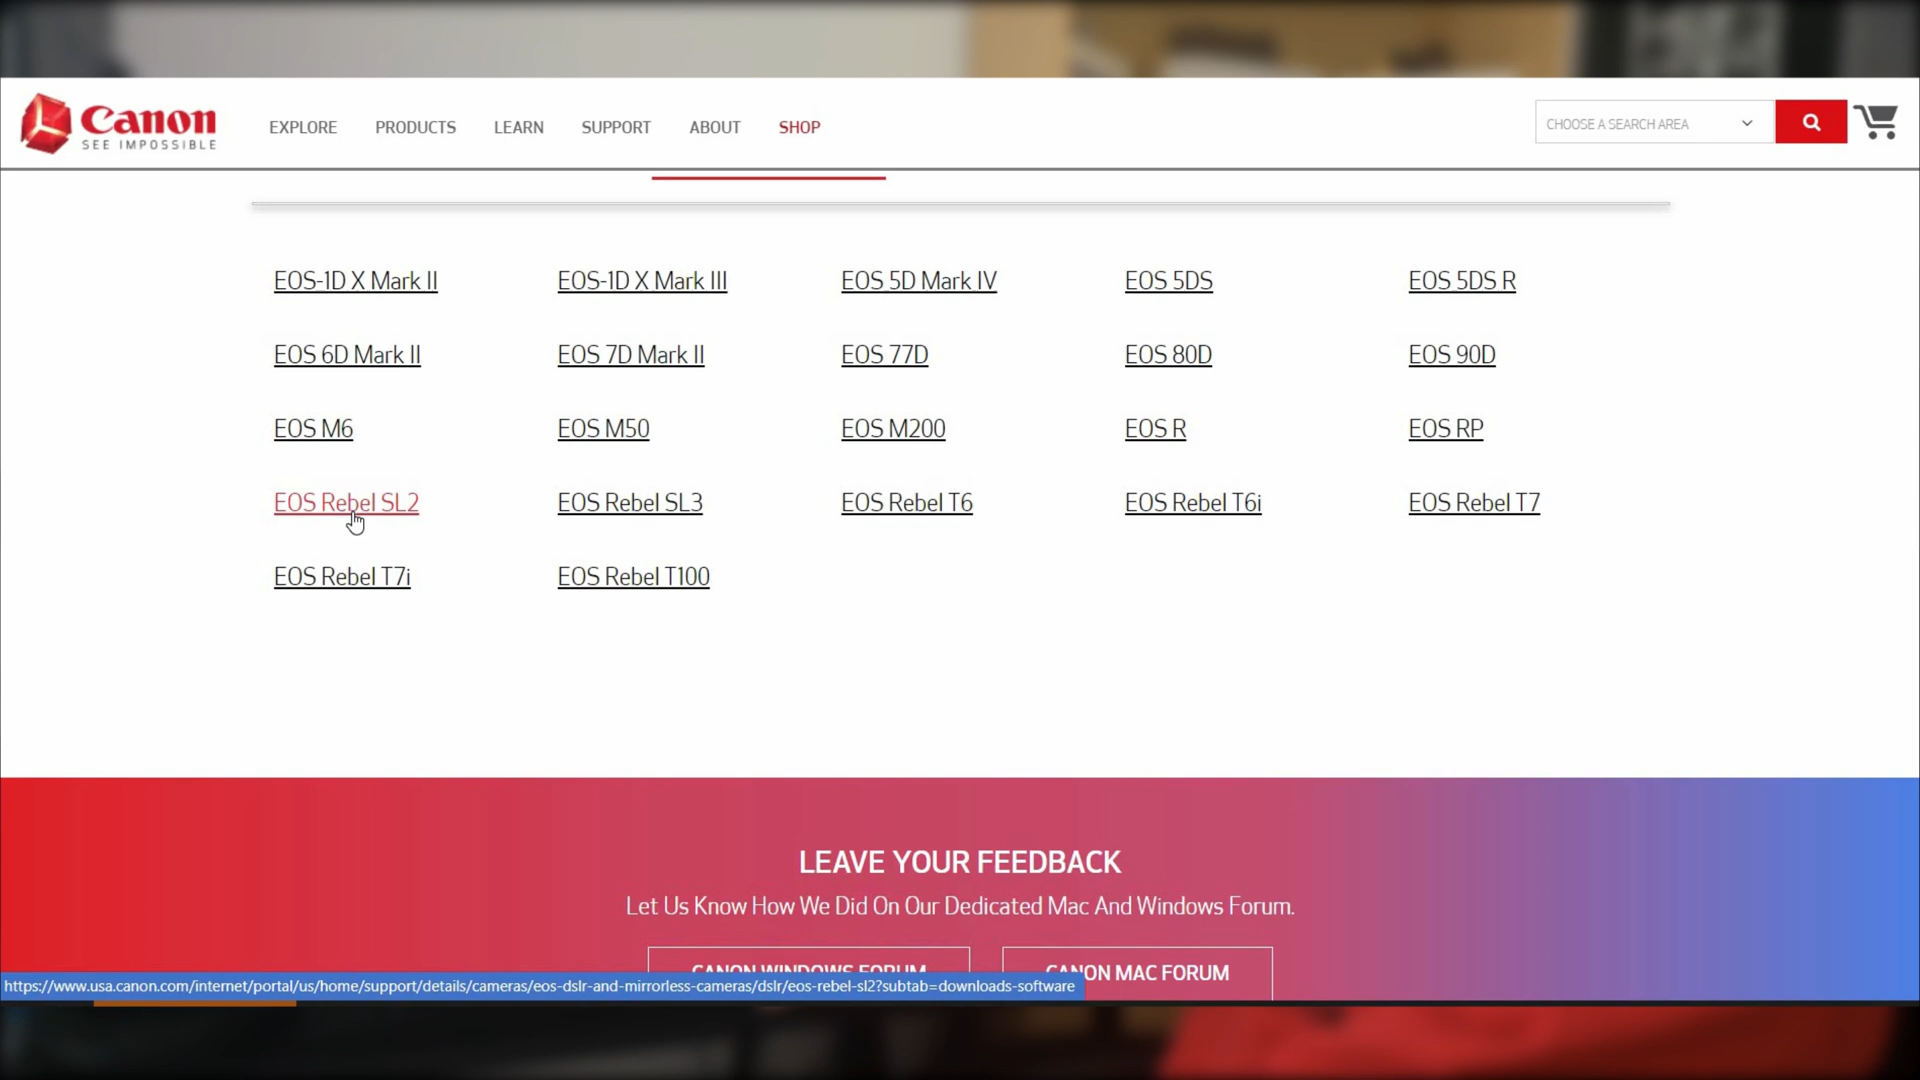 Canon
SEE IMPOSSIBLE
EXPLORE PRODUCTS LEARN SUPPORT ABOUT SHOP
CHOOSE A SEARCH AREA
EOS-1D X Mark II EOS-1D X Mark III EOS 5D Mark IV EOS 5DS EOS 5DS R
EOS 6D Mark II EOS 7D Mark II EOS 77D EOS 80D EOS 90D
EOS M6 EOS M50 EOS M200 EOS R EOS RP
EOS Rebel SL2 EOS Rebel SL3 EOS Rebel T6 EOS Rebel T6i EOS Rebel T7
EOS Rebel T7i EOS Rebel T100
LEAVE YOUR FEEDBACK
Let Us Know How We Did On Our Dedicated Mac And Windows Forum.
CANON WINDOWS FORUM CANON MAC FORUM
https://www.usa.canon.com/internet/portal/us/home/support/details/cameras/eos-dslr-and-mirrorless-cameras/dslr/eos-rebel-sl2?subtab=downloads-software